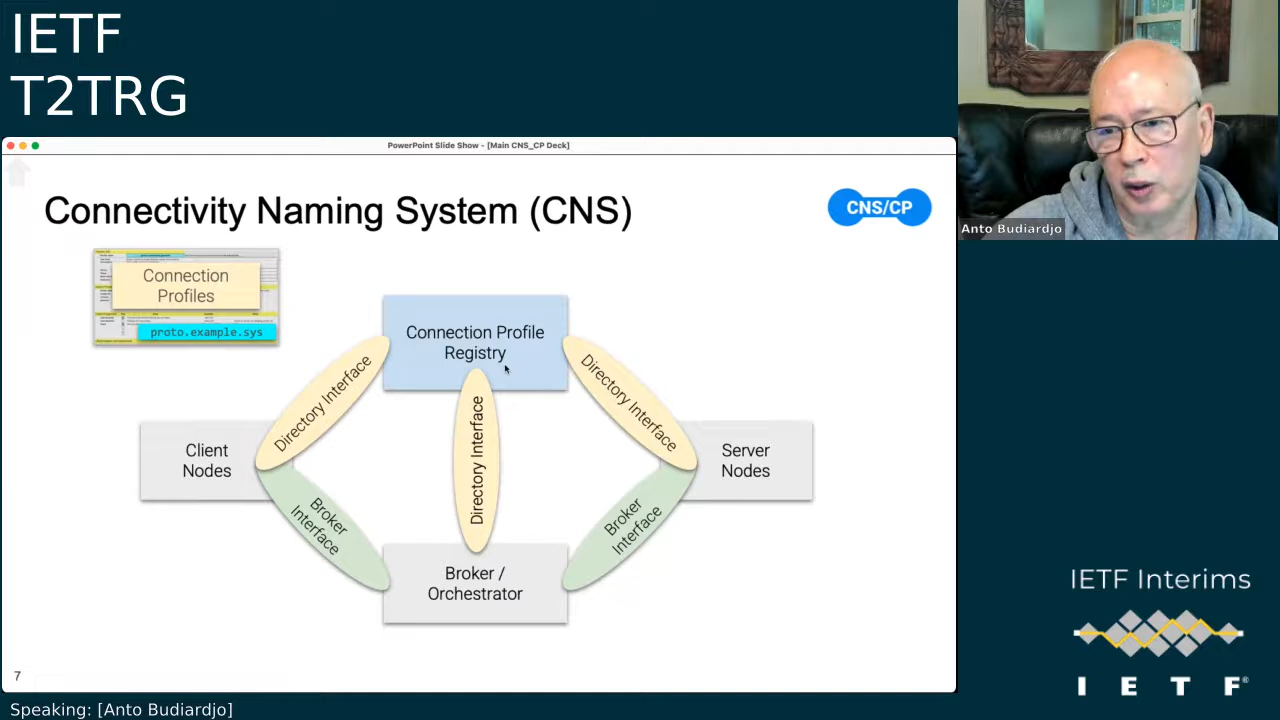 IETF
T2TRG
PowerPoint Slide Show - [Main CNS_CP Deck]
Connectivity Naming System (CNS)
CNS/CP
Connection
Profiles
proto.example.sys
Connection Profile
Registry
Directory Interface
Directory Interface
Directory Interface
Client
Nodes
Server
Nodes
Broker
Interface
Broker
Interface
Broker /
Orchestrator
7
Anto Budiardjo
IETF Interims
I E T F®
Speaking: [Anto Budiardjo]